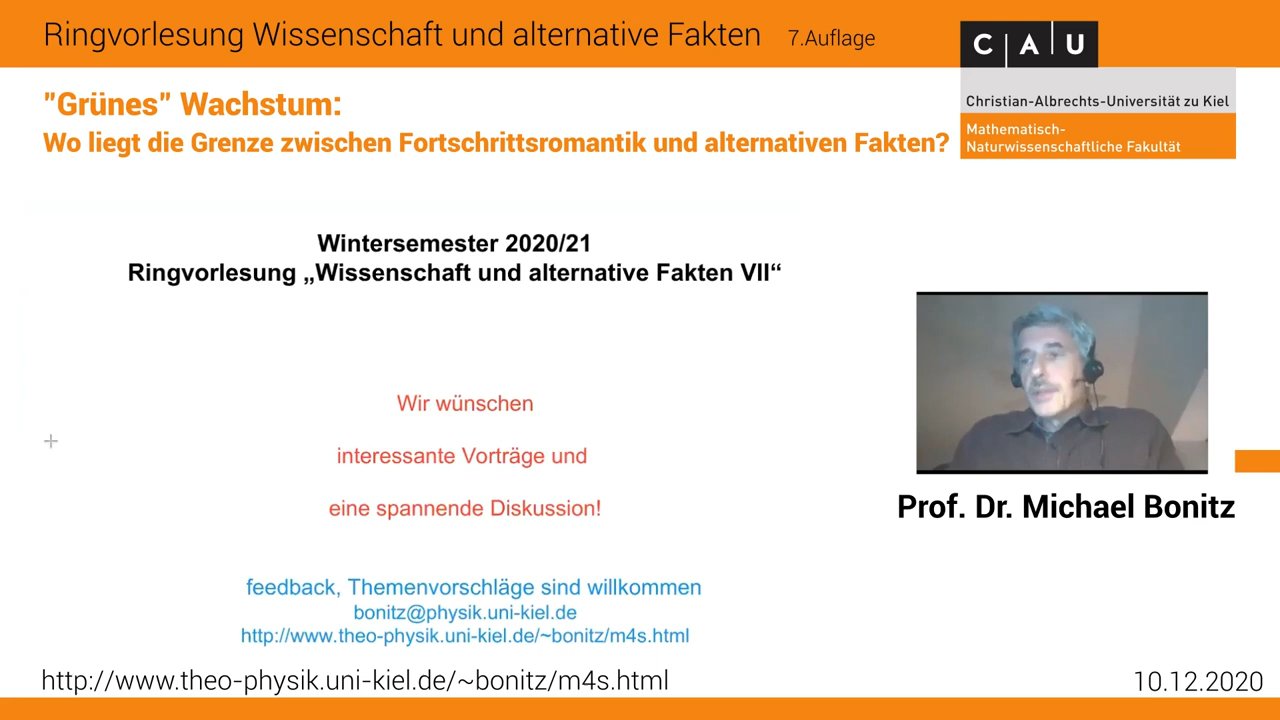 Ringvorlesung Wissenschaft und alternative Fakten 7.Auflage
C A U
Christian-Albrechts-Universität zu Kiel
Mathematisch-
Naturwissenschaftliche Fakultät
"Grünes" Wachstum:
Wo liegt die Grenze zwischen Fortschrittsromantik und alternativen Fakten?
Wintersemester 2020/21
Ringvorlesung „Wissenschaft und alternative Fakten VII“
Wir wünschen
interessante Vorträge und
eine spannende Diskussion!
Prof. Dr. Michael Bonitz
feedback, Themenvorschläge sind willkommen
bonitz@physik.uni-kiel.de
http://www.theo-physik.uni-kiel.de/~bonitz/m4s.html
http://www.theo-physik.uni-kiel.de/~bonitz/m4s.html
10.12.2020